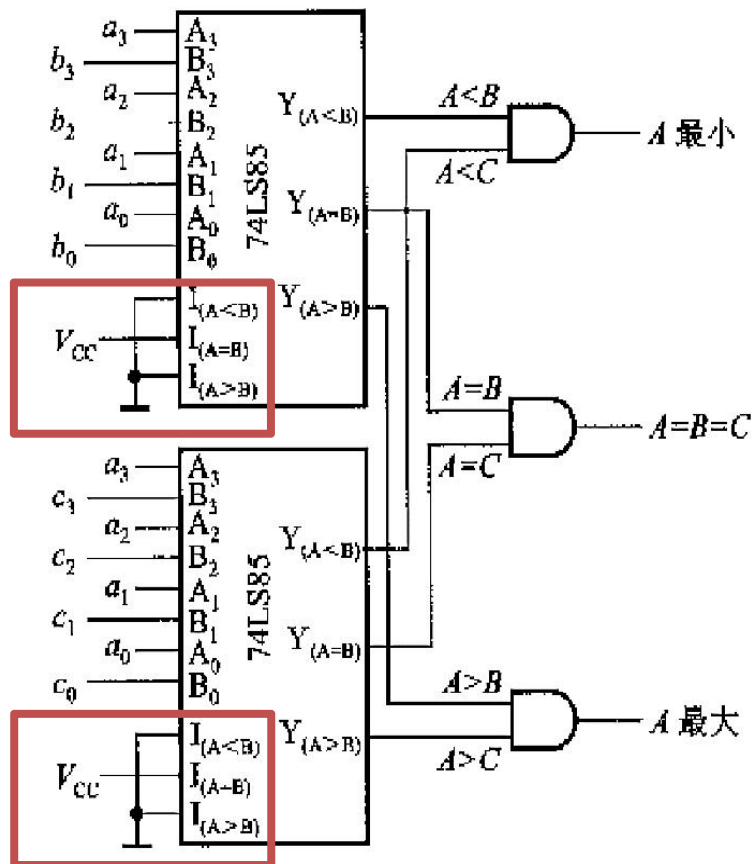 a₃ A₃
b₃ B₃
a₂ A₂
b₂ B₂
a₁ A₁
b₁ B₁
a₀ A₀
b₀ B₀
I(A<B)
V_CC I(A=B)
I(A>B)
74LS85
Y(A<B)
Y(A=B)
Y(A>B)
A<B
A<C
A 最小
A=B
A=C
A=B=C
a₃ A₃
c₃ B₃
a₂ A₂
c₂ B₂
a₁ A₁
c₁ B₁
a₀ A₀
c₀ B₀
I(A<B)
V_CC I(A=B)
I(A>B)
74LS85
Y(A<B)
Y(A=B)
Y(A>B)
A>B
A>C
A 最大